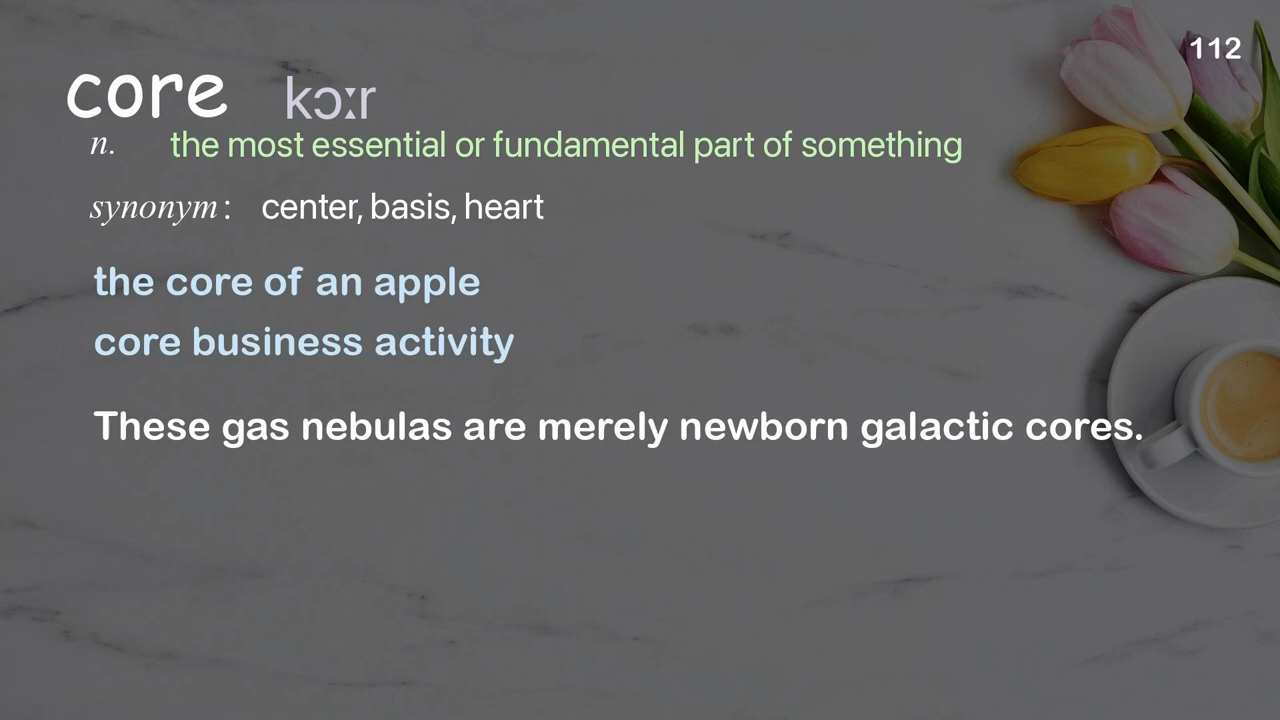 112
core kɔːr
n. the most essential or fundamental part of something
synonym: center, basis, heart
the core of an apple
core business activity
These gas nebulas are merely newborn galactic cores.